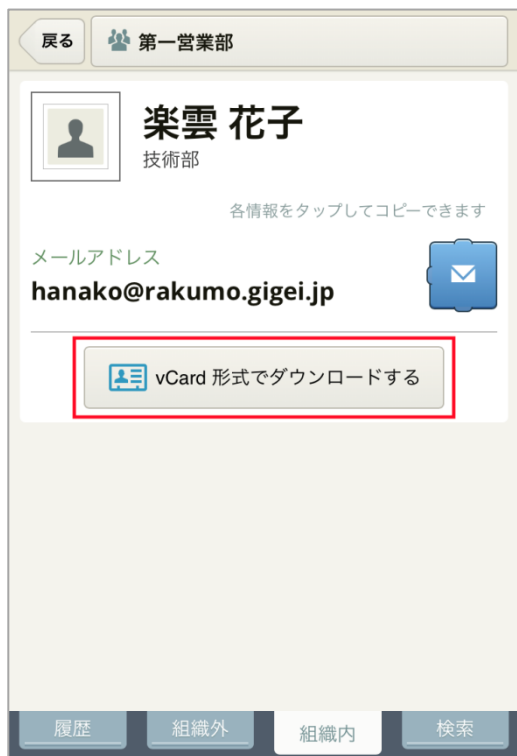 戻る
第一営業部
楽雲 花子
技術部
各情報をタップしてコピーできます
メールアドレス
hanako@rakumo.gigei.jp
vCard 形式でダウンロードする
履歴
組織外
組織内
検索